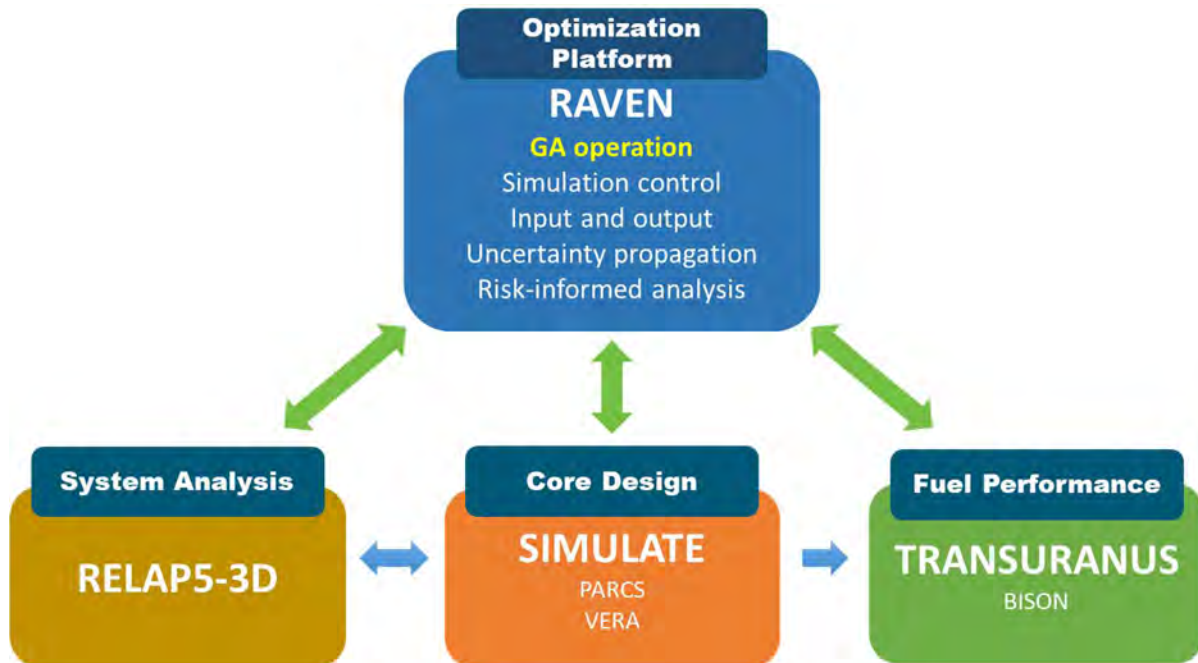 Optimization
Platform
RAVEN
GA operation
Simulation control
Input and output
Uncertainty propagation
Risk-informed analysis
System Analysis
RELAP5-3D
Core Design
SIMULATE
PARCS
VERA
Fuel Performance
TRANSURANUS
BISON